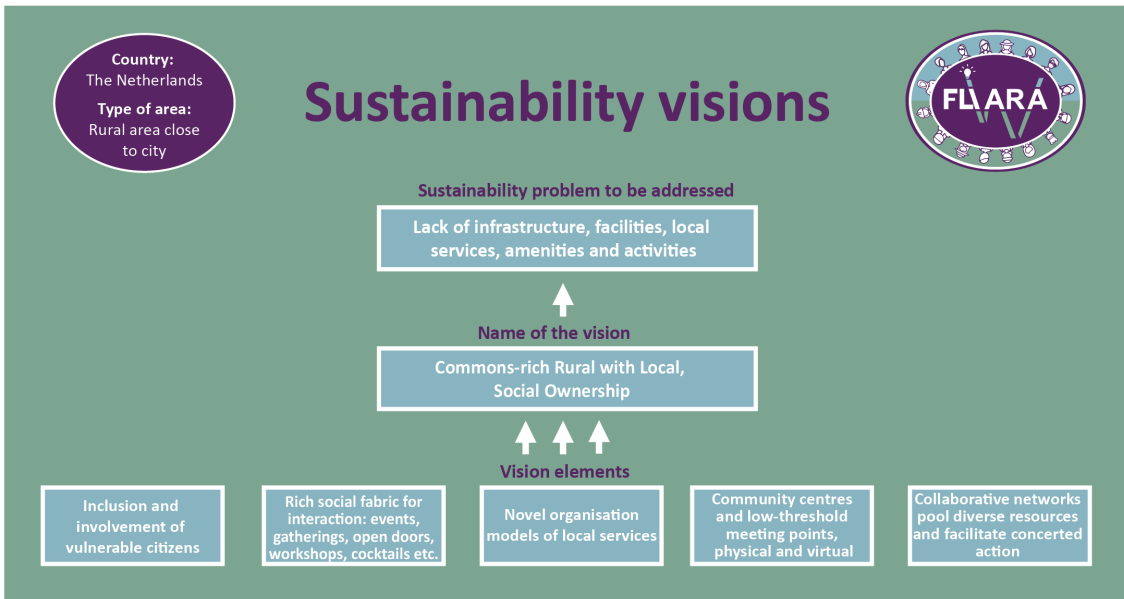 Country:
The Netherlands
Type of area:
Rural area close
to city
Sustainability visions
FLIARA
Sustainability problem to be addressed
Lack of infrastructure, facilities, local
services, amenities and activities
Name of the vision
Commons-rich Rural with Local,
Social Ownership
Vision elements
Inclusion and
involvement of
vulnerable citizens
Rich social fabric for
interaction: events,
gatherings, open doors,
workshops, cocktails etc.
Novel organisation
models of local services
Community centres
and low-threshold
meeting points,
physical and virtual
Collaborative networks
pool diverse resources
and facilitate concerted
action